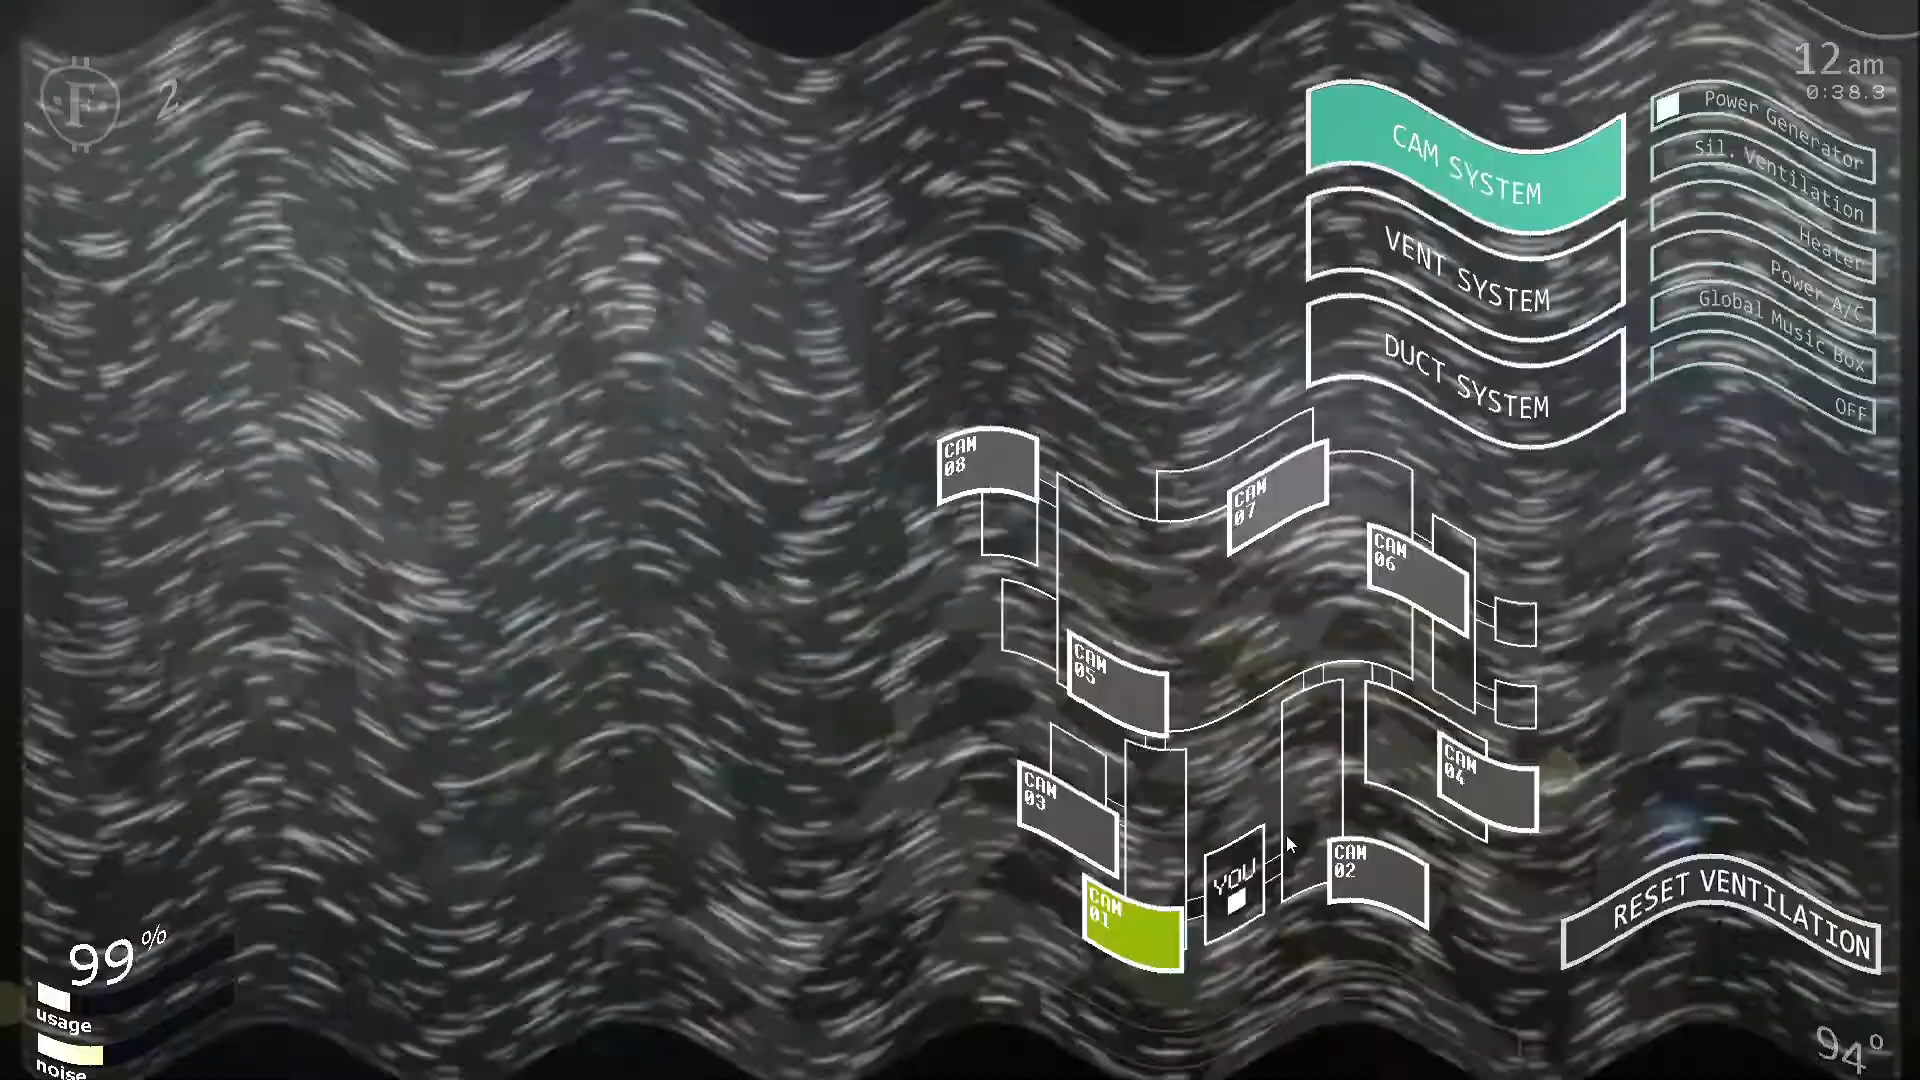 F 2
12 am
0:38.3
CAM SYSTEM
VENT SYSTEM
DUCT SYSTEM
Power Generator
Sil. Ventilation
Heater
Power A/C
Global Music Box
OFF
CAM
08
CAM
07
CAM
06
CAM
05
CAM
04
CAM
03
CAM
02
CAM
01
YOU
RESET VENTILATION
99%
usage
noise
94°